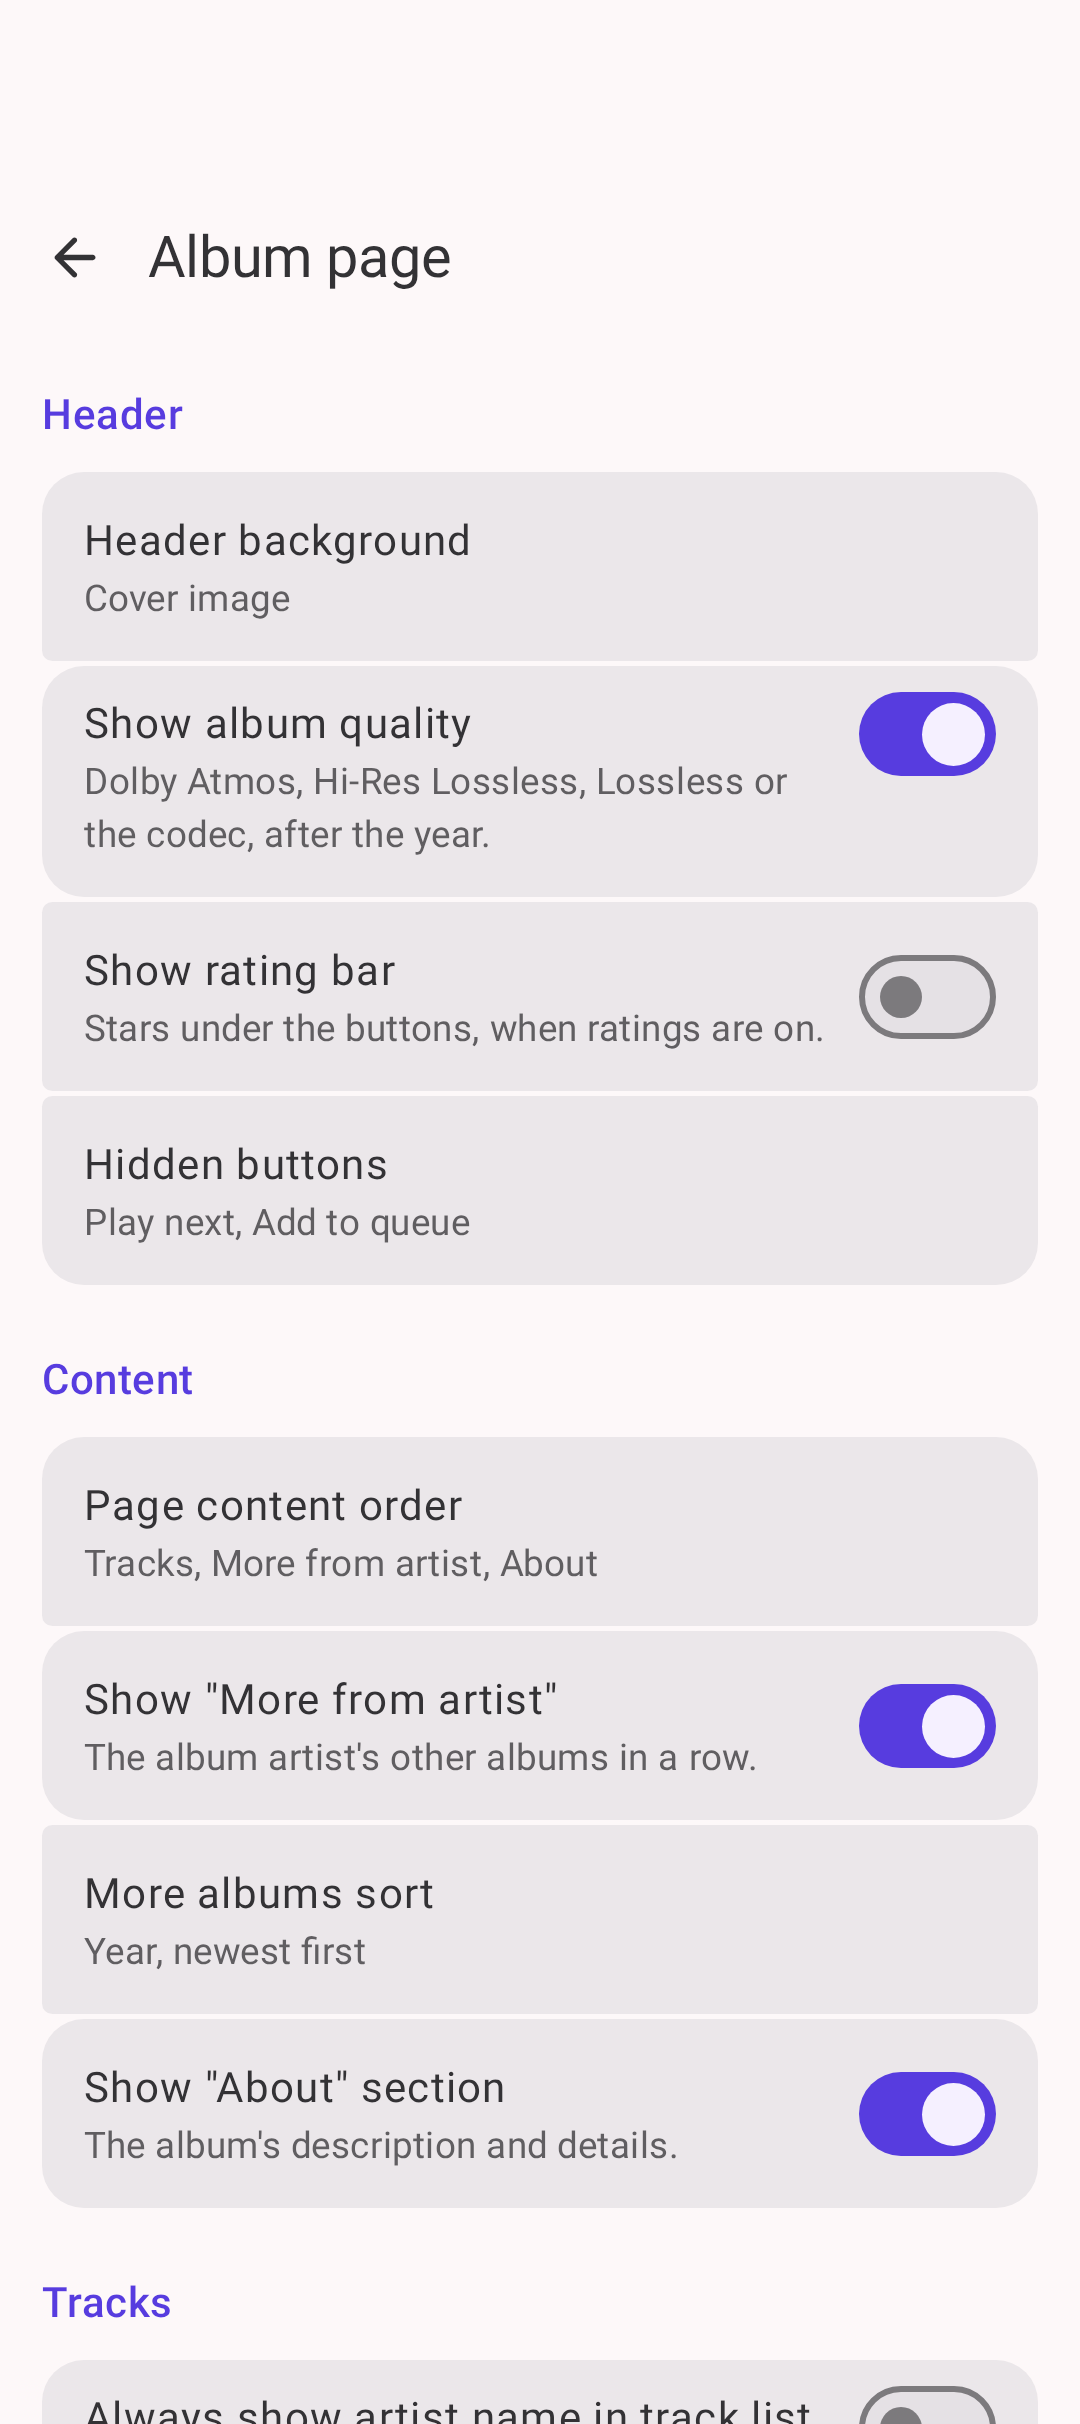 Album page
Header
Header background
Cover image
Show album quality
Dolby Atmos, Hi-Res Lossless, Lossless or
the codec, after the year.
Show rating bar
Stars under the buttons, when ratings are on.
Hidden buttons
Play next, Add to queue
Content
Page content order
Tracks, More from artist, About
Show "More from artist"
The album artist's other albums in a row.
More albums sort
Year, newest first
Show "About" section
The album's description and details.
Tracks
Always show artist name in track list